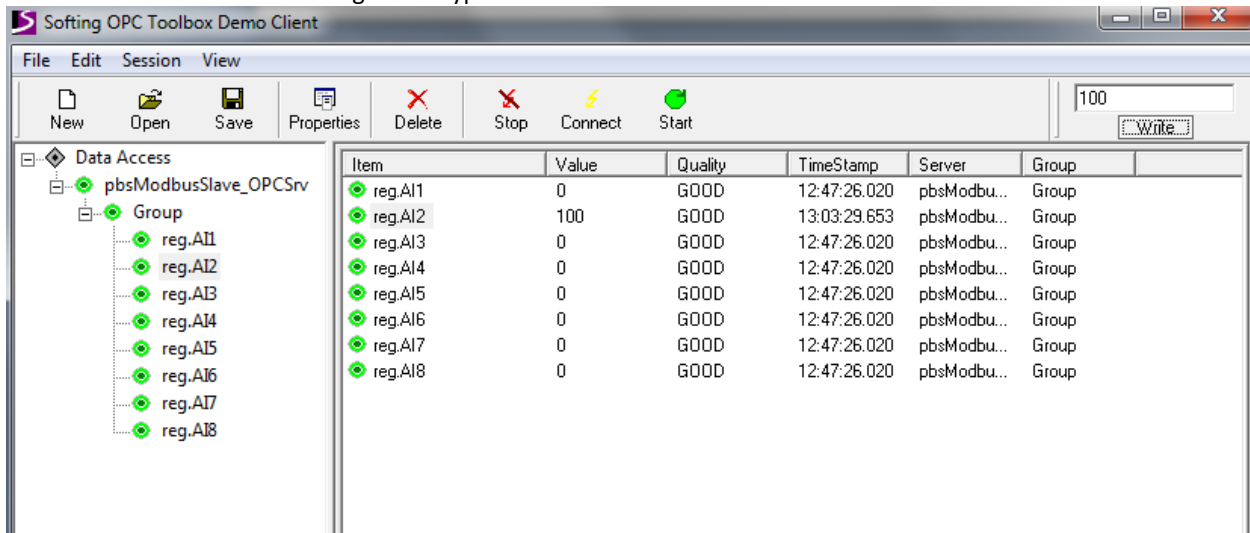 Softing OPC Toolbox Demo Client
File Edit Session View
New Open Save Properties Delete Stop Connect Start
100
Write
Data Access
pbsModbusSlave_OPCSrv
Group
reg.AI1
reg.AI2
reg.AI3
reg.AI4
reg.AI5
reg.AI6
reg.AI7
reg.AI8
Item Value Quality TimeStamp Server Group
reg.AI1 0 GOOD 12:47:26.020 pbsModbu... Group
reg.AI2 100 GOOD 13:03:29.653 pbsModbu... Group
reg.AI3 0 GOOD 12:47:26.020 pbsModbu... Group
reg.AI4 0 GOOD 12:47:26.020 pbsModbu... Group
reg.AI5 0 GOOD 12:47:26.020 pbsModbu... Group
reg.AI6 0 GOOD 12:47:26.020 pbsModbu... Group
reg.AI7 0 GOOD 12:47:26.020 pbsModbu... Group
reg.AI8 0 GOOD 12:47:26.020 pbsModbu... Group